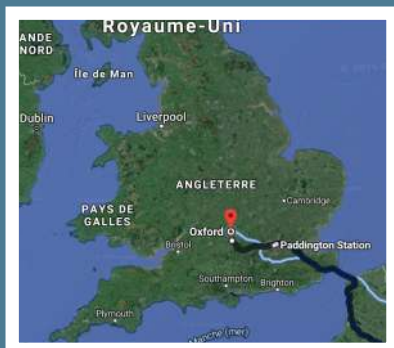 Royaume-Uni
ANDE
NORD
Île de Man
Dublin
Liverpool
ANGLETERRE
Cambridge
PAYS DE
GALLES
Oxford
Paddington Station
Bristol
Southampton
Brighton
Plymouth
Manche (mer)